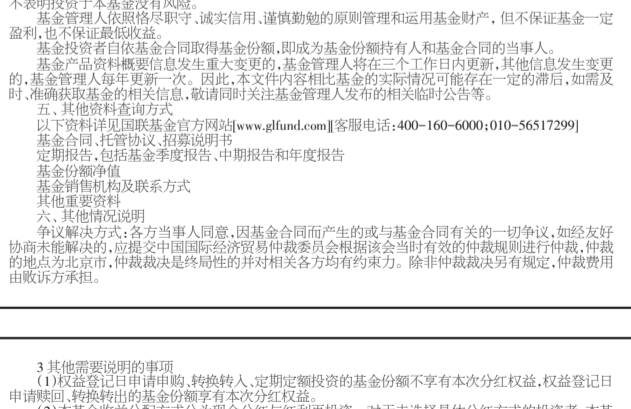 不表明投资于本基金没有风险。
基金管理人依照恪尽职守、诚实信用、谨慎勤勉的原则管理和运用基金财产，但不保证基金一定
盈利，也不保证最低收益。
基金投资者自依基金合同取得基金份额，即成为基金份额持有人和基金合同的当事人。
基金产品资料概要信息发生重大变更的，基金管理人将在三个工作日内更新，其他信息发生变更
的，基金管理人每年更新一次。因此，本文件内容相比基金的实际情况可能存在一定的滞后，如需及
时、准确获取基金的相关信息，敬请同时关注基金管理人发布的相关临时公告等。
五、其他资料查询方式
以下资料详见国联基金官方网站[www.glfund.com][客服电话：400-160-6000；010-56517299]
基金合同、托管协议、招募说明书
定期报告，包括基金季度报告、中期报告和年度报告
基金份额净值
基金销售机构及联系方式
其他重要资料
六、其他情况说明
争议解决方式：各方当事人同意，因基金合同而产生的或与基金合同有关的一切争议，如经友好
协商未能解决的，应提交中国国际经济贸易仲裁委员会根据该会当时有效的仲裁规则进行仲裁，仲裁
的地点为北京市，仲裁裁决是终局性的并对相关各方均有约束力。除非仲裁裁决另有规定，仲裁费用
由败诉方承担。
3 其他需要说明的事项
（1）权益登记日申请申购、转换转入、定期定额投资的基金份额不享有本次分红权益，权益登记日
申请赎回、转换转出的基金份额享有本次分红权益。